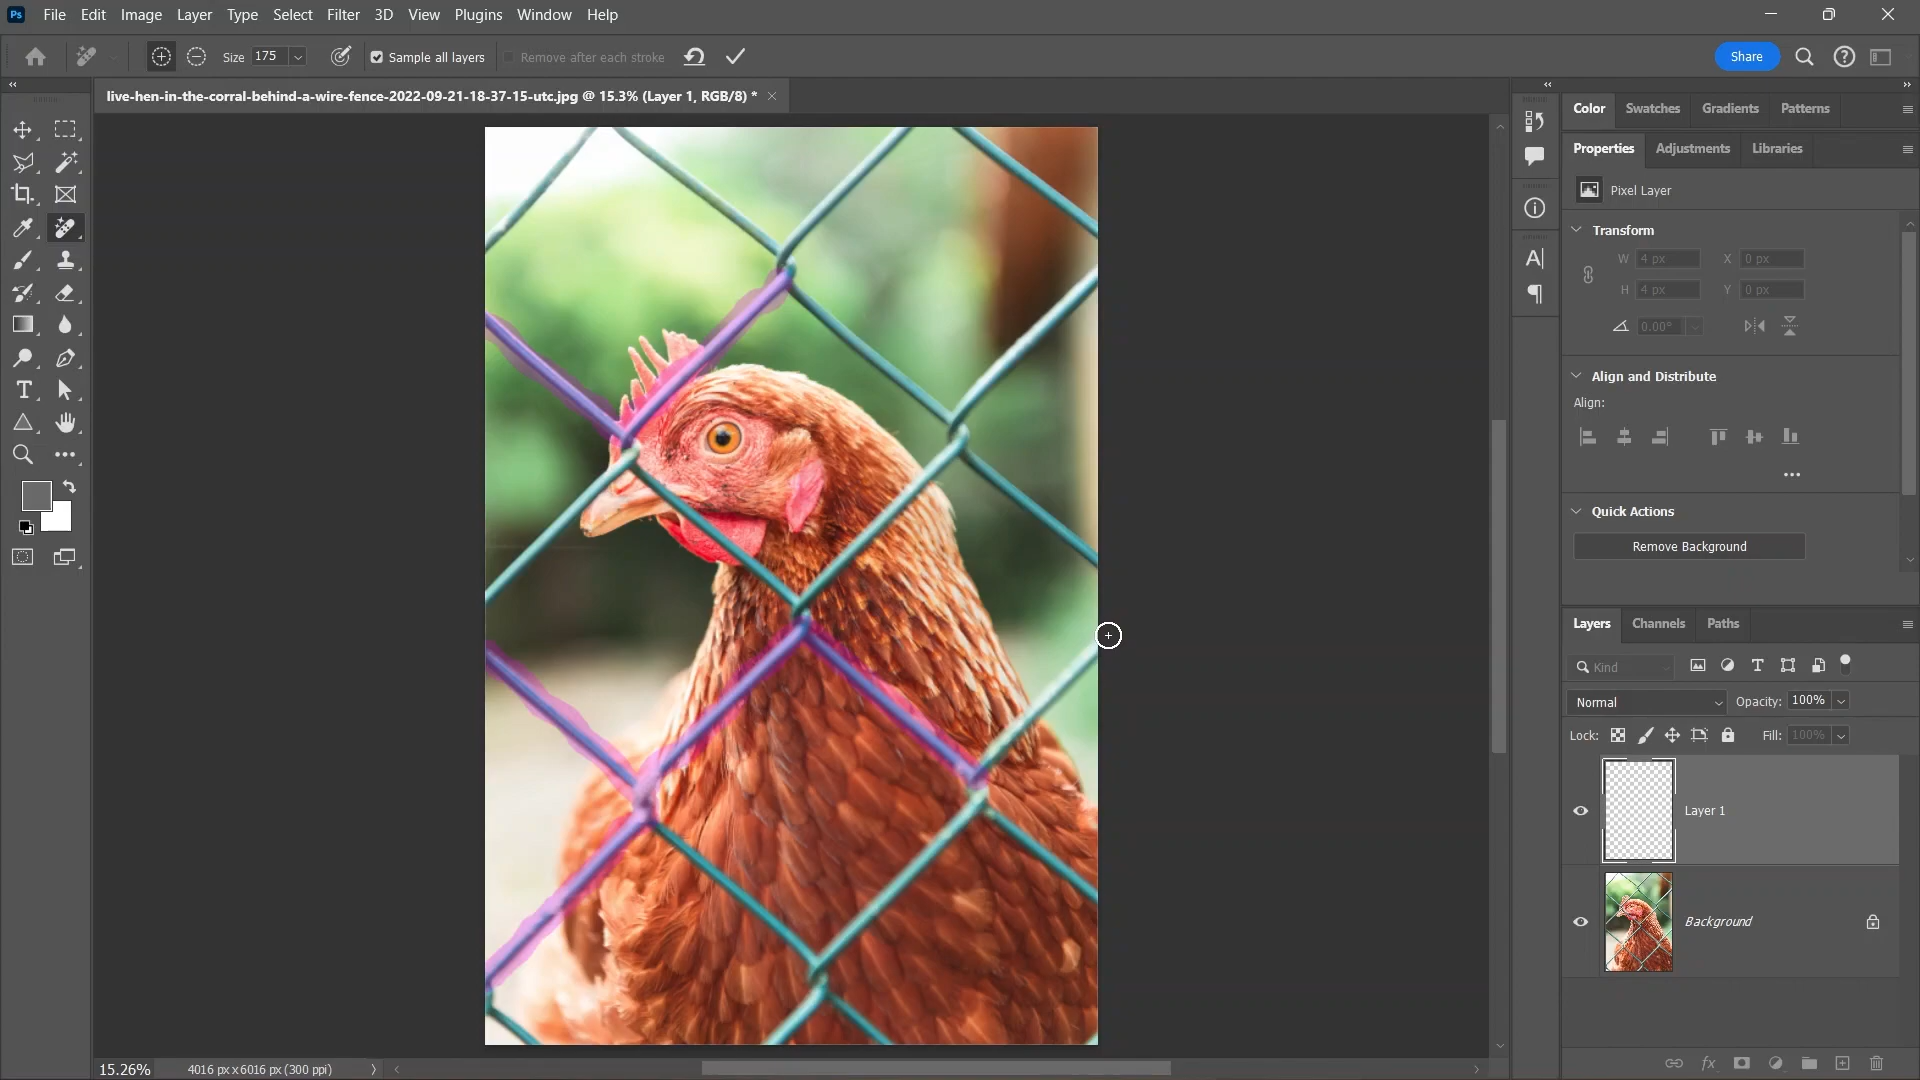 Ps File Edit Image Layer Type Select Filter 3D View Plugins Window Help
Size 175 Sample all layers Remove after each stroke Share
live-hen-in-the-corral-behind-a-wire-fence-2022-09-21-18-37-15-utc.jpg @ 15.3% (Layer 1, RGB/8) *
Color Swatches Gradients Patterns
Properties Adjustments Libraries
Pixel Layer
Transform
W 4 px X 0 px
H 4 px Y 0 px
0.00°
Align and Distribute
Align:
Quick Actions
Remove Background
Layers Channels Paths
Kind
Normal Opacity: 100%
Lock: Fill: 100%
Layer 1
Background
15.26% 4016 px x 6016 px (300 ppi)